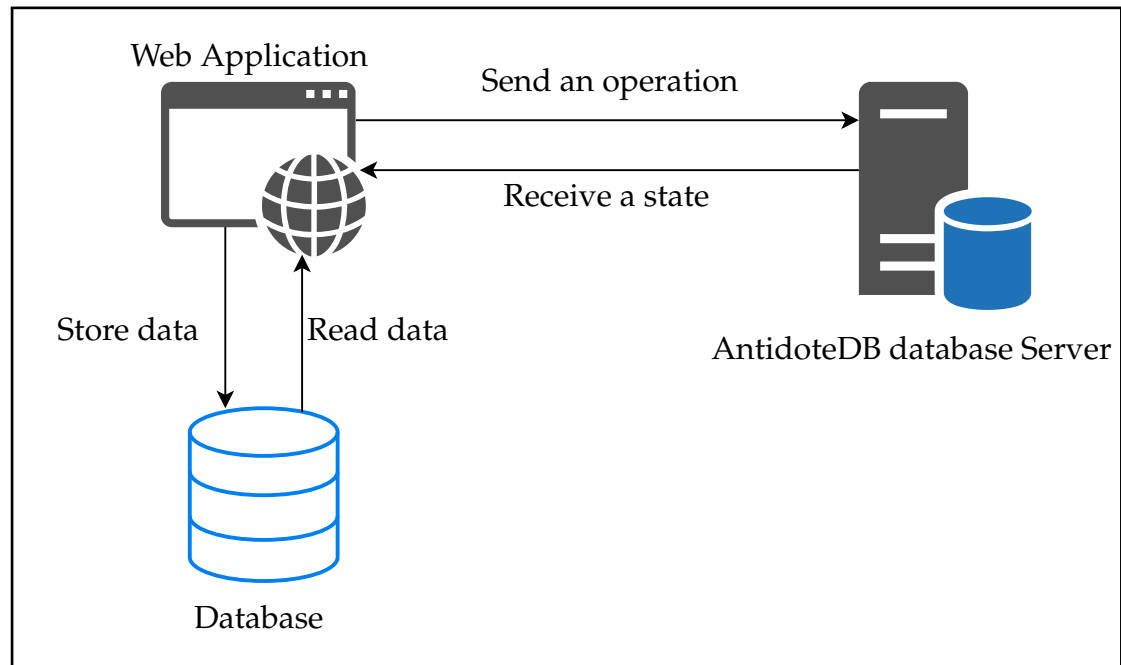 Web Application
Send an operation
Receive a state
Store data
Read data
AntidoteDB database Server
Database